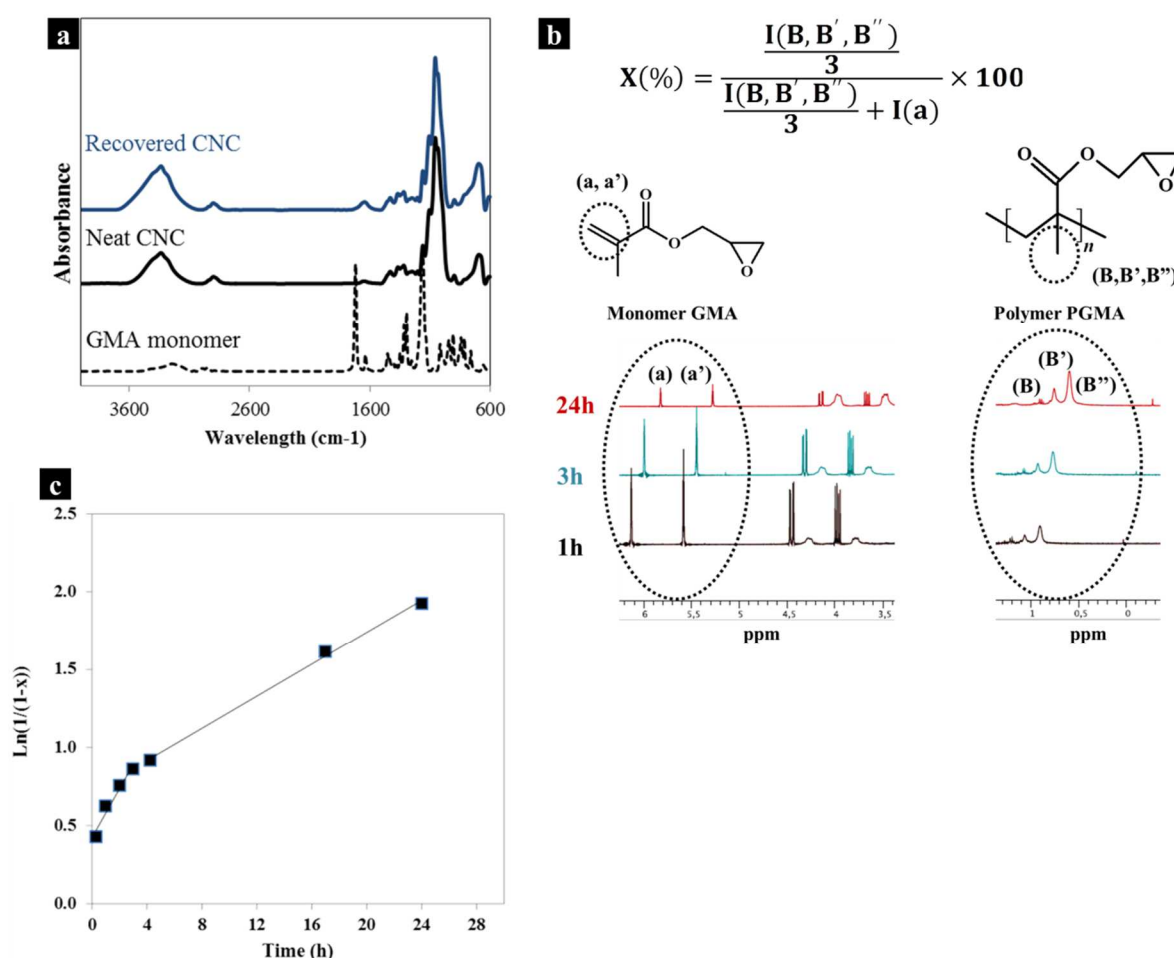 a
Recovered CNC
Neat CNC
GMA monomer
Absorbance
3600 2600 1600 600
Wavelength (cm-1)
b
X(%) = (I(B, B′, B′′)/3) / (I(B, B′, B′′)/3 + I(a)) × 100
(a, a’)
O
O
O
Monomer GMA
O
O
O
n
(B,B’,B”)
Polymer PGMA
(a) (a’)
24h
3h
1h
6 5,5 5 4,5 4 3,5
ppm
(B’)
(B) (B”)
1 0,5 0
ppm
c
2.5
2.0
1.5
1.0
0.5
0.0
Ln(1/(1-x))
0 4 8 12 16 20 24 28
Time (h)